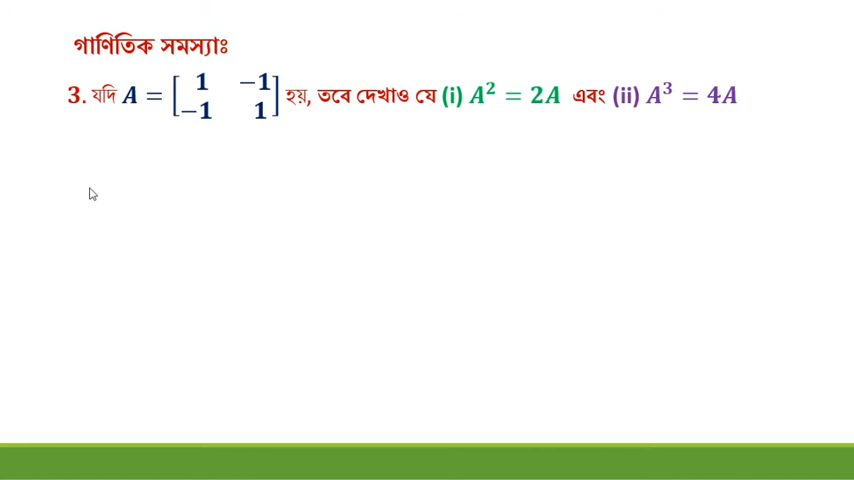 গাণিতিক সমস্যাঃ
3. যদি A = [1 −1; −1 1] হয়, তবে দেখাও যে (i) A² = 2A এবং (ii) A³ = 4A